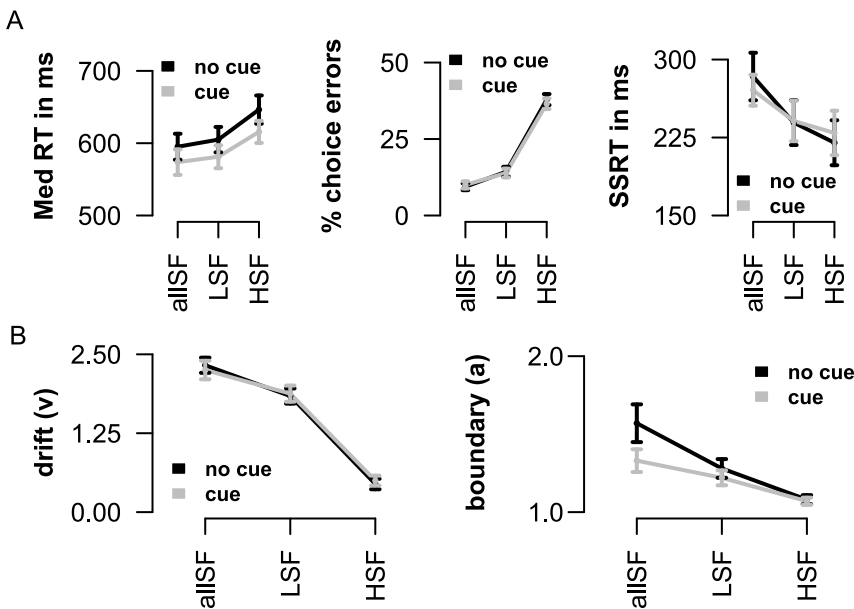 A
Med RT in ms
700
600
500
no cue
cue
allSF
LSF
HSF
% choice errors
50
25
0
no cue
cue
allSF
LSF
HSF
SSRT in ms
300
225
150
no cue
cue
allSF
LSF
HSF
B
drift (v)
2.50
1.25
0.00
no cue
cue
allSF
LSF
HSF
boundary (a)
2.0
1.0
no cue
cue
allSF
LSF
HSF